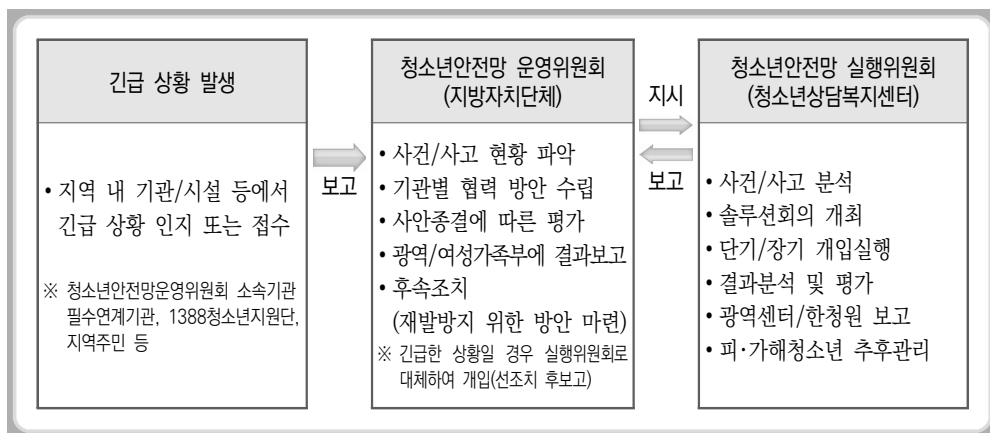 긴급 상황 발생
• 지역 내 기관/시설 등에서
긴급 상황 인지 또는 접수
※ 청소년안전망운영위원회 소속기관
필수연계기관, 1388청소년지원단,
지역주민 등
보고
청소년안전망 운영위원회
(지방자치단체)
• 사건/사고 현황 파악
• 기관별 협력 방안 수립
• 사안종결에 따른 평가
• 광역/여성가족부에 결과보고
• 후속조치
(재발방지 위한 방안 마련)
※ 긴급한 상황일 경우 실행위원회로
대체하여 개입(선조치 후보고)
지시
보고
청소년안전망 실행위원회
(청소년상담복지센터)
• 사건/사고 분석
• 솔루션회의 개최
• 단기/장기 개입실행
• 결과분석 및 평가
• 광역센터/한청원 보고
• 피·가해청소년 추후관리